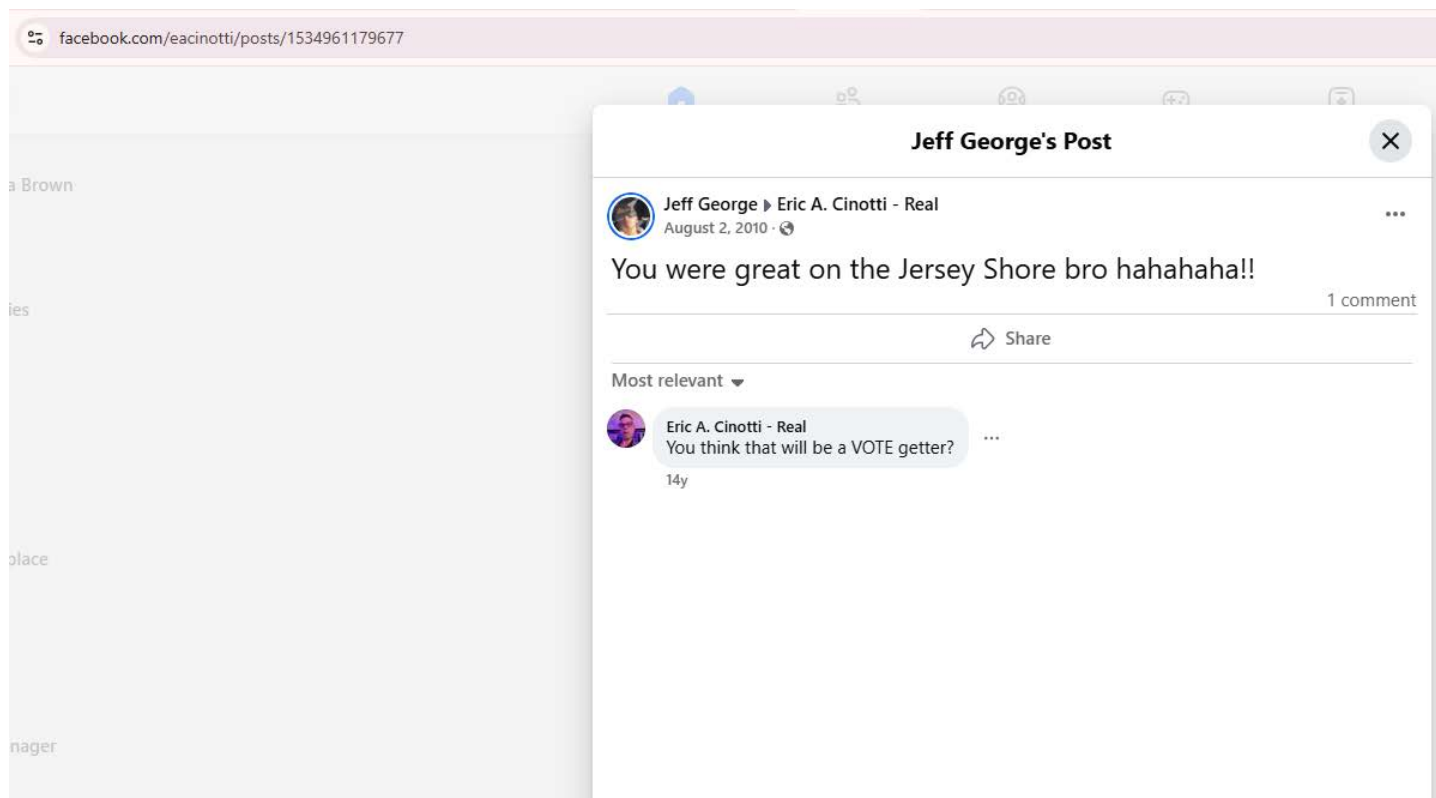 facebook.com/eacinotti/posts/1534961179677
Jeff George's Post
a Brown
Jeff George Eric A. Cinotti - Real
August 2, 2010 ·
You were great on the Jersey Shore bro hahahaha!!
1 comment
ies
Share
Most relevant
Eric A. Cinotti - Real
You think that will be a VOTE getter?
14y
place
nager